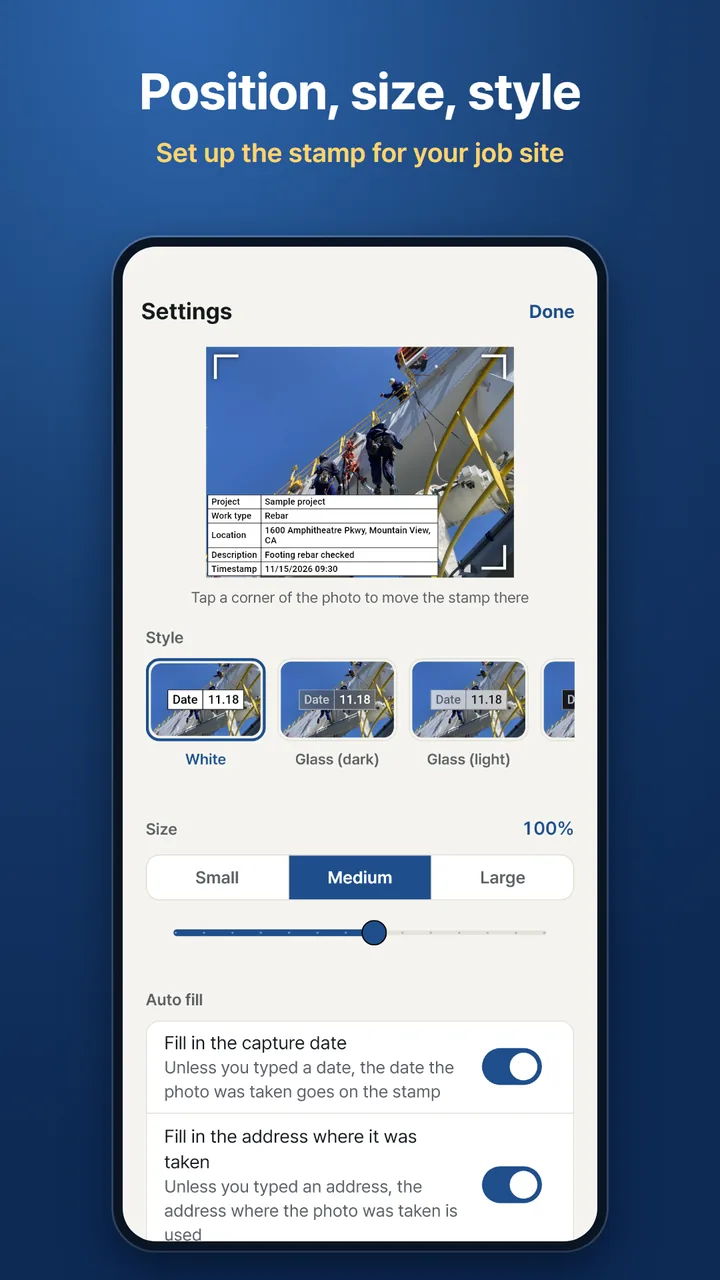 Position, size, style
Set up the stamp for your job site
Settings
Done
Project Sample project
Work type Rebar
Location 1600 Amphitheatre Pkwy, Mountain View,
CA
Description Footing rebar checked
Timestamp 11/15/2026 09:30
Tap a corner of the photo to move the stamp there
Style
Date 11.18
Date 11.18
Date 11.18
D
White
Glass (dark)
Glass (light)
Size
100%
Small
Medium
Large
Auto fill
Fill in the capture date
Unless you typed a date, the date the
photo was taken goes on the stamp
Fill in the address where it was
taken
Unless you typed an address, the
address where the photo was taken is
used